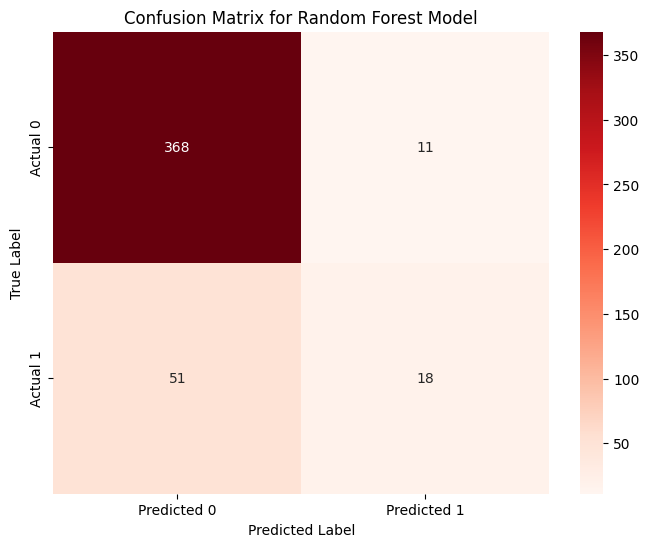 Confusion Matrix for Random Forest Model
True Label
Actual 0
Actual 1
368
11
51
18
Predicted 0
Predicted 1
Predicted Label
350
300
250
200
150
100
50